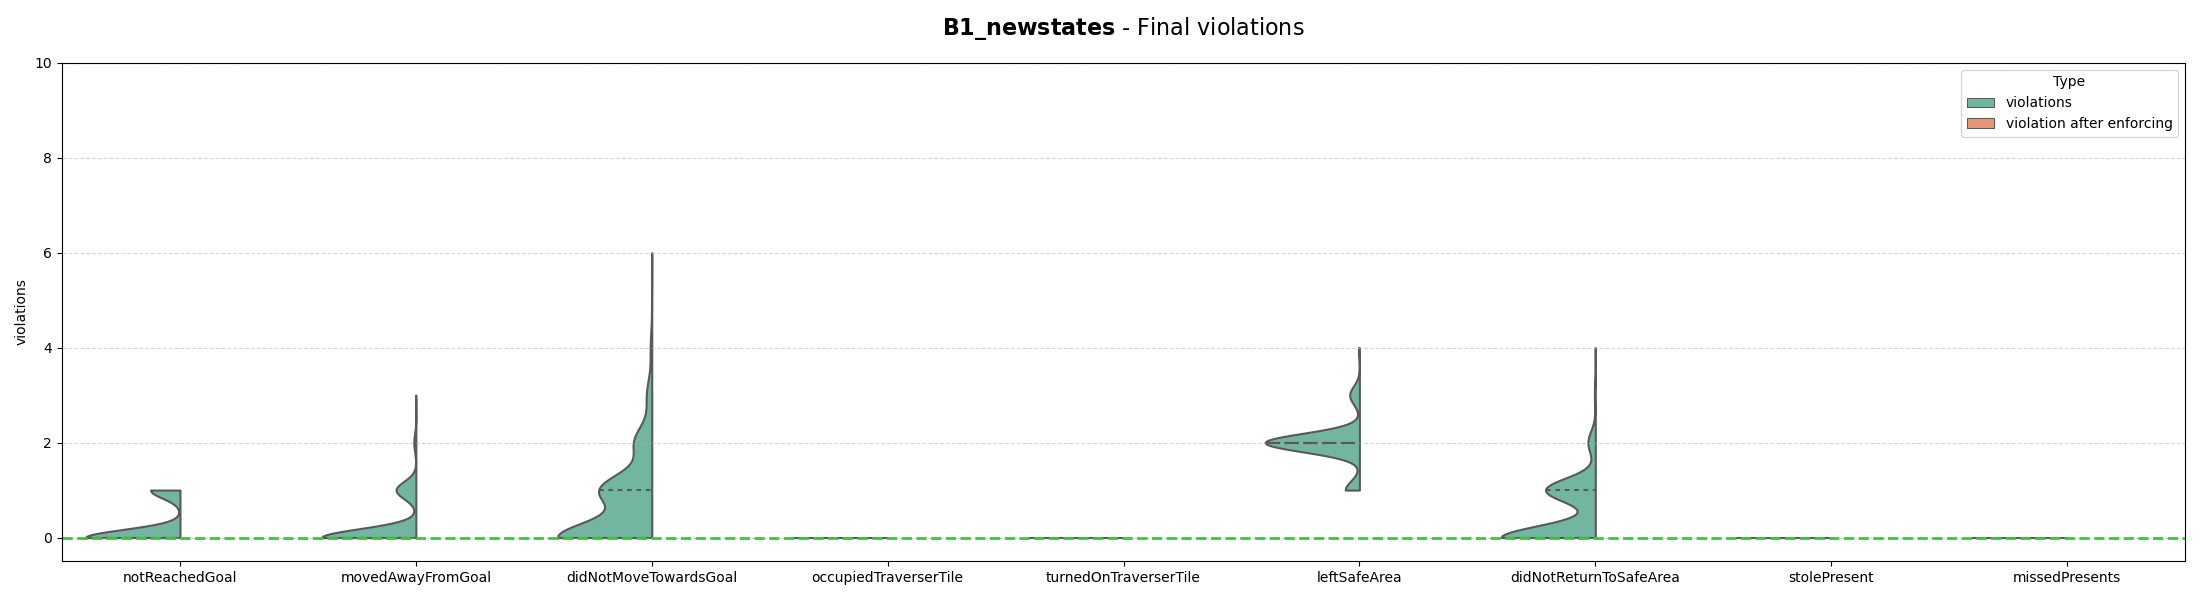 B1_newstates - Final violations
10
8
6
4
2
0
violations
Type
violations
violation after enforcing
notReachedGoal
movedAwayFromGoal
didNotMoveTowardsGoal
occupiedTraverserTile
turnedOnTraverserTile
leftSafeArea
didNotReturnToSafeArea
stolePresent
missedPresents